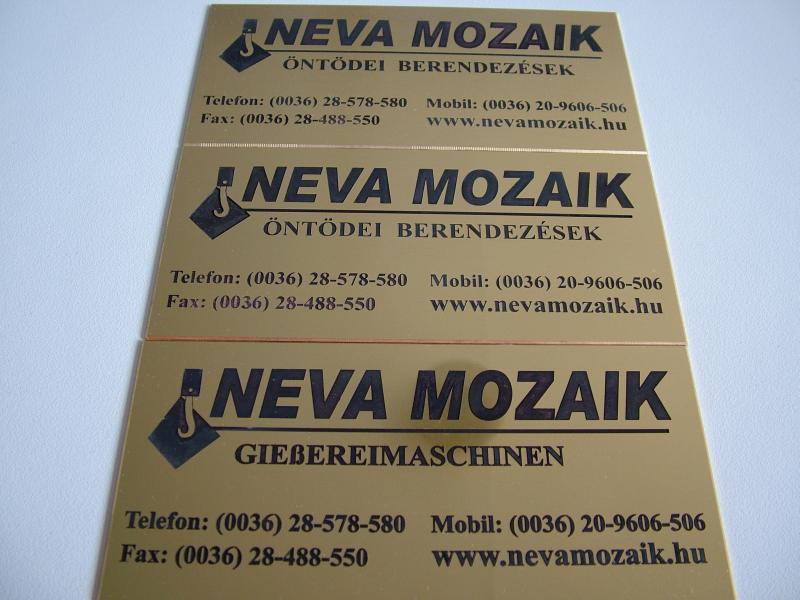 NEVA MOZAIK
ÖNTÖDEI BERENDEZÉSEK
Telefon: (0036) 28-578-580 Mobil: (0036) 20-9606-506
Fax: (0036) 28-488-550 www.nevamozaik.hu
NEVA MOZAIK
ÖNTÖDEI BERENDEZÉSEK
Telefon: (0036) 28-578-580 Mobil: (0036) 20-9606-506
Fax: (0036) 28-488-550 www.nevamozaik.hu
NEVA MOZAIK
GIEßEREIMASCHINEN
Telefon: (0036) 28-578-580 Mobil: (0036) 20-9606-506
Fax: (0036) 28-488-550 www.nevamozaik.hu